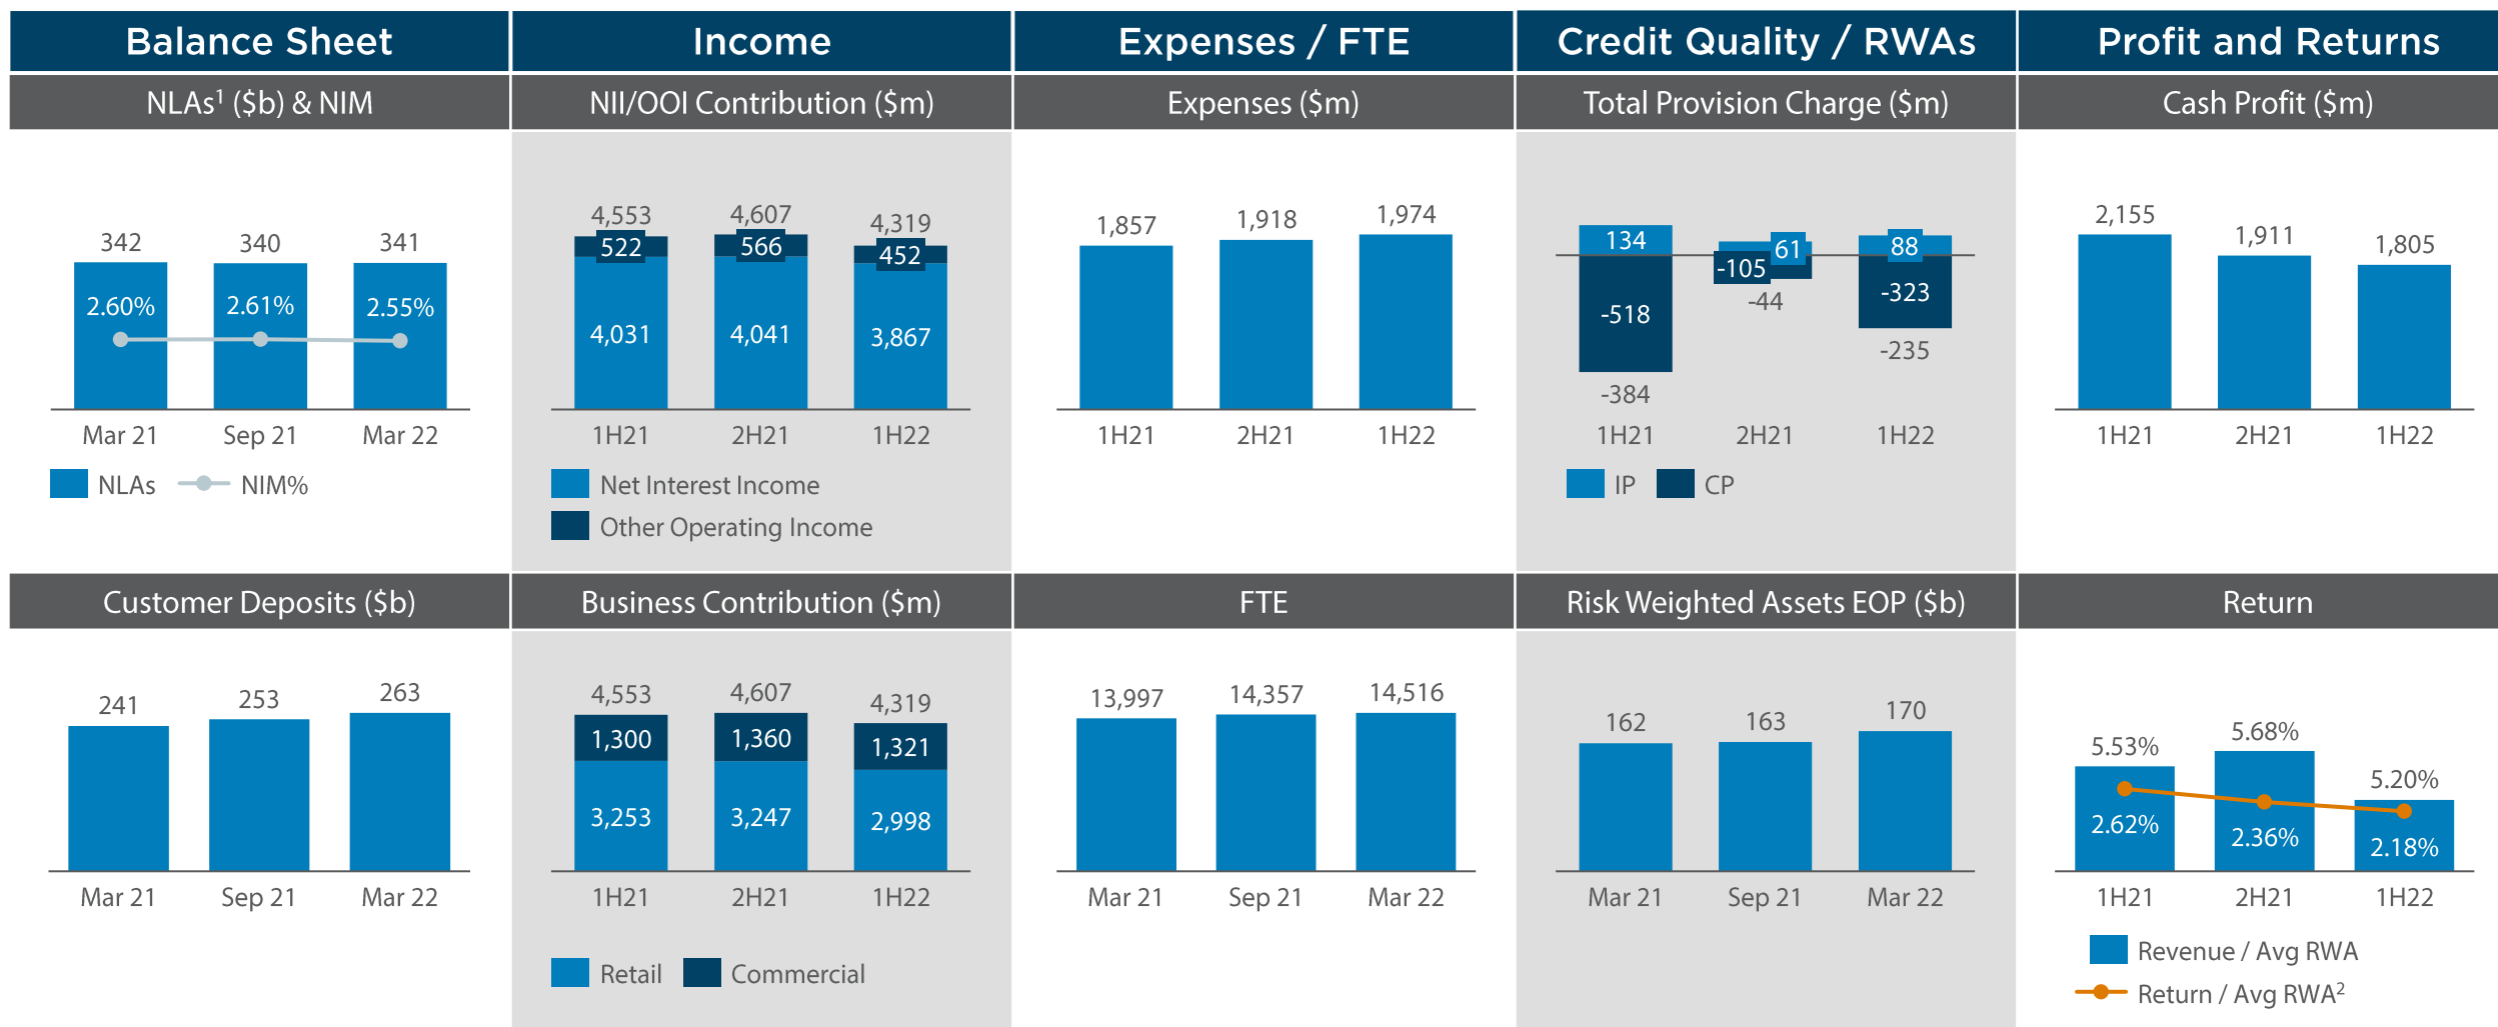 Balance Sheet
Income
Expenses / FTE
Credit Quality / RWAs
Profit and Returns
NLAs¹ ($b) & NIM
NII/OOI Contribution ($m)
Expenses ($m)
Total Provision Charge ($m)
Cash Profit ($m)
342 340 341
2.60% 2.61% 2.55%
Mar 21 Sep 21 Mar 22
NLAs NIM%
4,553 4,607 4,319
522 566 452
4,031 4,041 3,867
1H21 2H21 1H22
Net Interest Income
Other Operating Income
1,857 1,918 1,974
1H21 2H21 1H22
134 61 88
-518 -105 -323
-384 -44 -235
1H21 2H21 1H22
IP CP
2,155 1,911 1,805
1H21 2H21 1H22
Customer Deposits ($b)
Business Contribution ($m)
FTE
Risk Weighted Assets EOP ($b)
Return
241 253 263
Mar 21 Sep 21 Mar 22
4,553 4,607 4,319
1,300 1,360 1,321
3,253 3,247 2,998
1H21 2H21 1H22
Retail Commercial
13,997 14,357 14,516
Mar 21 Sep 21 Mar 22
162 163 170
Mar 21 Sep 21 Mar 22
5.53% 5.68% 5.20%
2.62% 2.36% 2.18%
1H21 2H21 1H22
Revenue / Avg RWA
Return / Avg RWA²